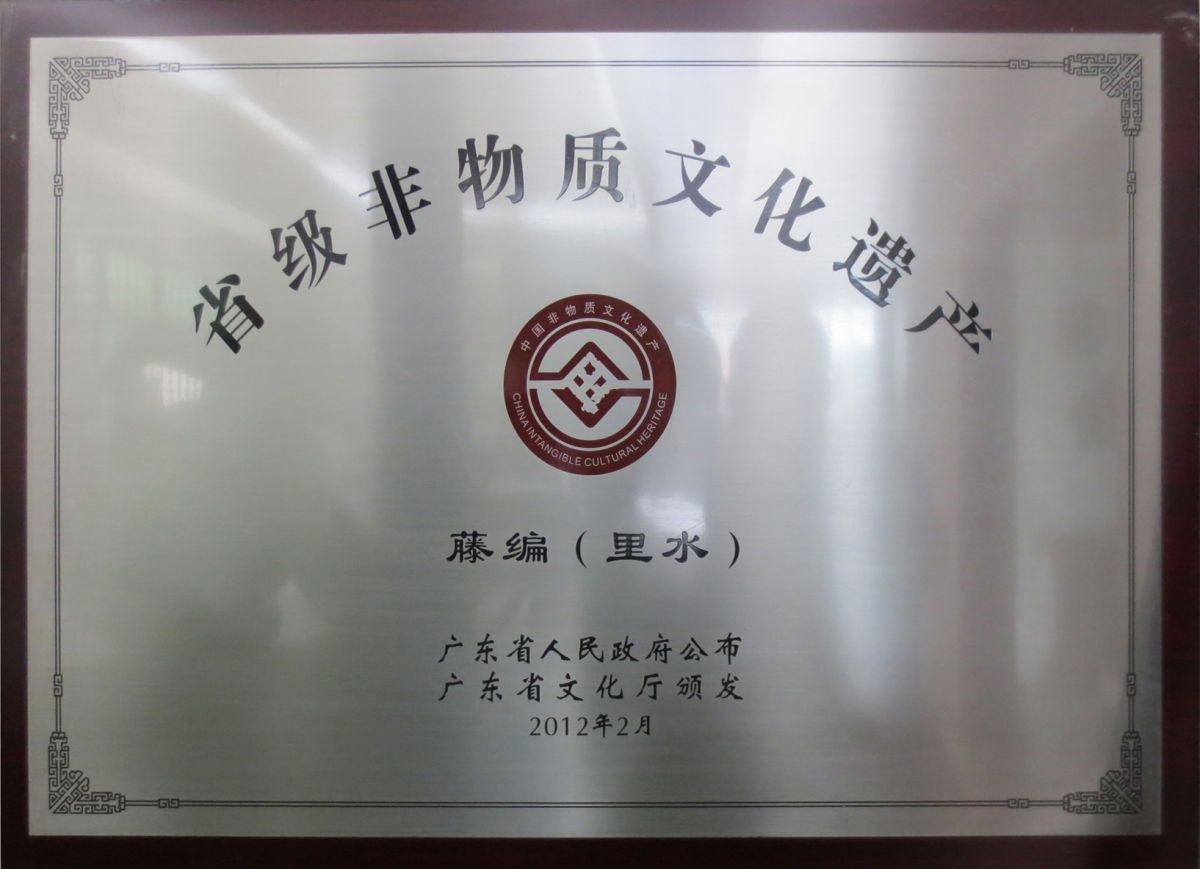 省级非物质文化遗产
中国非物质文化遗产
CHINA INTANGIBLE CULTURAL HERITAGE
藤编（里水）
广东省人民政府公布
广东省文化厅颁发
2012年2月